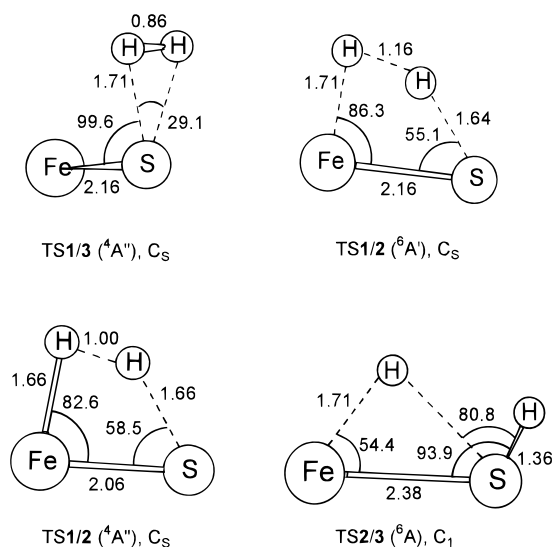 0.86
H H
1.71
99.6
29.1
Fe S
2.16
TS1/3 (⁴A"), Cₛ
H 1.16
H
1.71
1.64
86.3
55.1
Fe
S
2.16
TS1/2 (⁶A'), Cₛ
H 1.00
H
1.66
1.66
82.6
58.5
Fe
S
2.06
TS1/2 (⁴A"), Cₛ
H
1.71
H
80.8
54.4
93.9
1.36
Fe
S
2.38
TS2/3 (⁶A), C₁